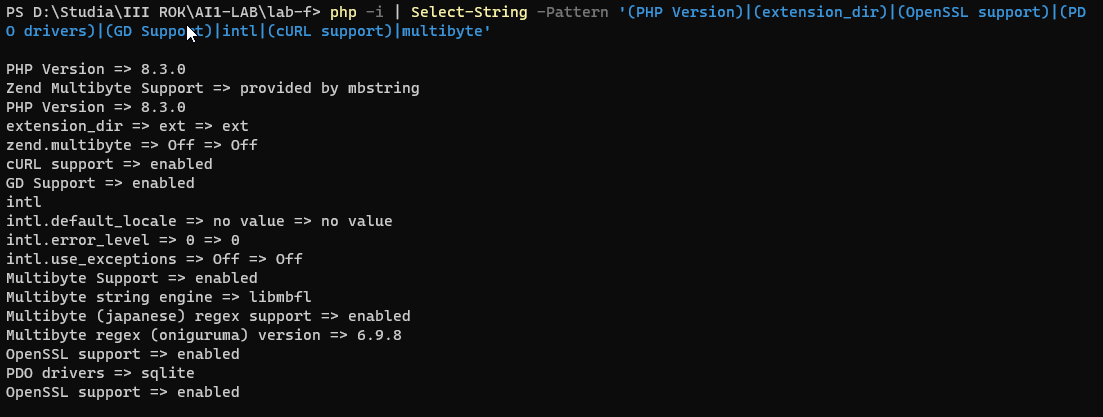 PS D:\Studia\III ROK\AI1-LAB\lab-f> php -i | Select-String -Pattern '(PHP Version)|(extension_dir)|(OpenSSL support)|(PD
O drivers)|(GD Support)|intl|(cURL support)|multibyte'
PHP Version => 8.3.0
Zend Multibyte Support => provided by mbstring
PHP Version => 8.3.0
extension_dir => ext => ext
zend.multibyte => Off => Off
cURL support => enabled
GD Support => enabled
intl
intl.default_locale => no value => no value
intl.error_level => 0 => 0
intl.use_exceptions => Off => Off
Multibyte Support => enabled
Multibyte string engine => libmbfl
Multibyte (japanese) regex support => enabled
Multibyte regex (oniguruma) version => 6.9.8
OpenSSL support => enabled
PDO drivers => sqlite
OpenSSL support => enabled